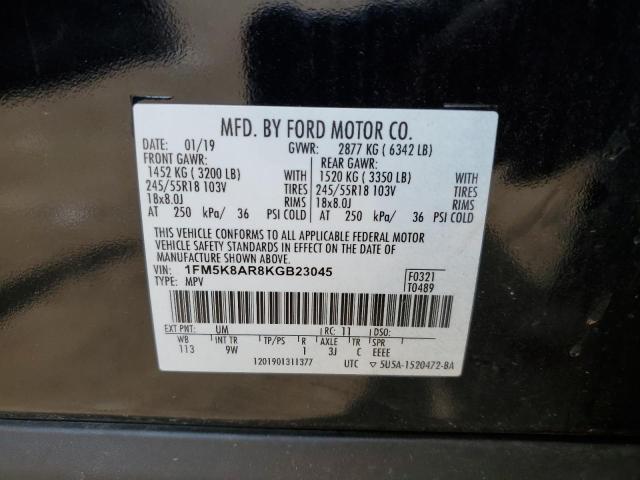 MFD. BY FORD MOTOR CO.
DATE: 01/19 GVWR: 2877 KG ( 6342 LB)
FRONT GAWR: REAR GAWR:
1452 KG ( 3200 LB) WITH 1520 KG ( 3350 LB) WITH
245/55R18 103V TIRES 245/55R18 103V TIRES
18x8.0J RIMS 18x8.0J RIMS
AT 250 kPa/ 36 PSI COLD AT 250 kPa/ 36 PSI COLD
THIS VEHICLE CONFORMS TO ALL APPLICABLE FEDERAL MOTOR
VEHICLE SAFETY STANDARDS IN EFFECT ON THE DATE OF
MANUFACTURE SHOWN ABOVE.
VIN: 1FM5K8AR8KGB23045 F0321
TYPE: MPV T0489
EXT PNT: UM RC: 11 DSO:
WB INT TR TP/PS R AXLE TR SPR
113 9W 1 3J C EEEE
1201901311377 UTC ▽ 5U5A-1520472-BA